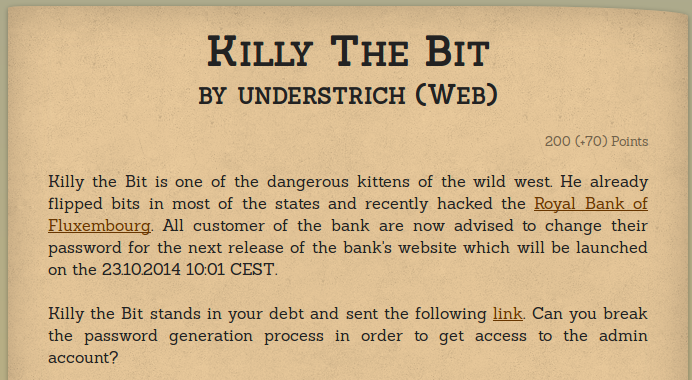 Killy The Bit
by understrich (Web)
200 (+70) Points
Killy the Bit is one of the dangerous kittens of the wild west. He already
flipped bits in most of the states and recently hacked the Royal Bank of
Fluxembourg. All customer of the bank are now advised to change their
password for the next release of the bank's website which will be launched
on the 23.10.2014 10:01 CEST.
Killy the Bit stands in your debt and sent the following link. Can you break
the password generation process in order to get access to the admin
account?